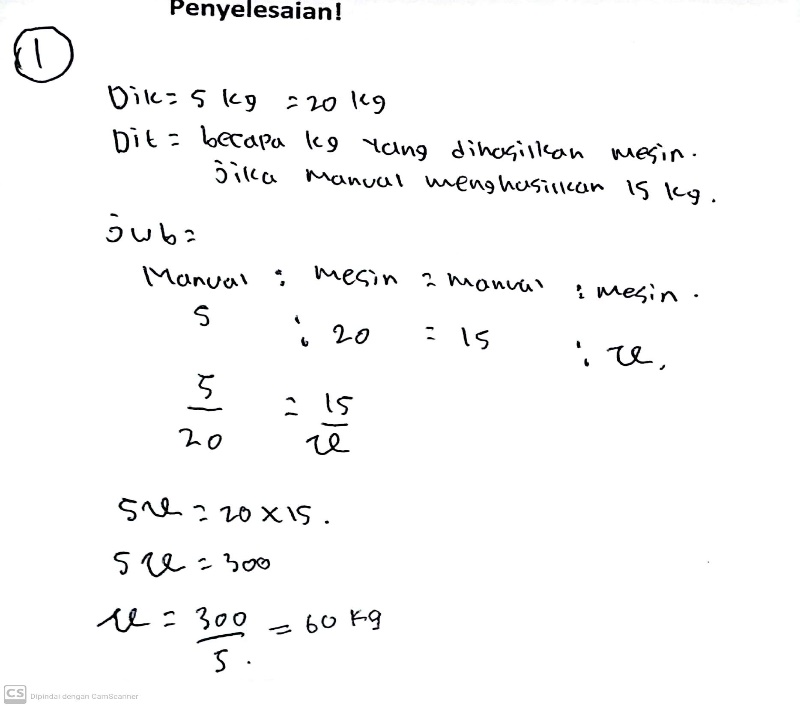 Penyelesaian!
1
Dik = 5 kg = 20 kg
Dit = berapa kg yang dihasilkan mesin.
jika manual menghasilkan 15 kg.
jwb =
Manual : mesin = manual : mesin.
5 : 20 = 15 : x,
5/20 = 15/x
5x = 20 x 15.
5x = 300
x = 300/5. = 60 kg
CS Dipindai dengan CamScanner